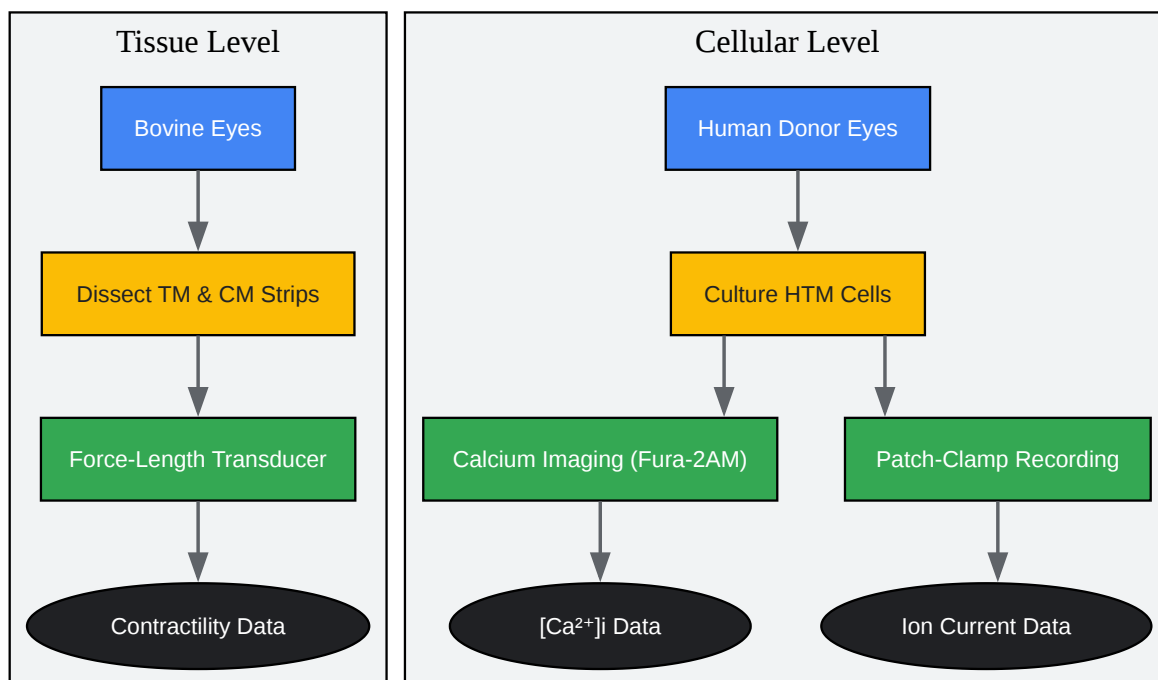 Tissue Level
Bovine Eyes
Dissect TM & CM Strips
Force-Length Transducer
Contractility Data
Cellular Level
Human Donor Eyes
Culture HTM Cells
Calcium Imaging (Fura-2AM)
Patch-Clamp Recording
[Ca²⁺]i Data
Ion Current Data